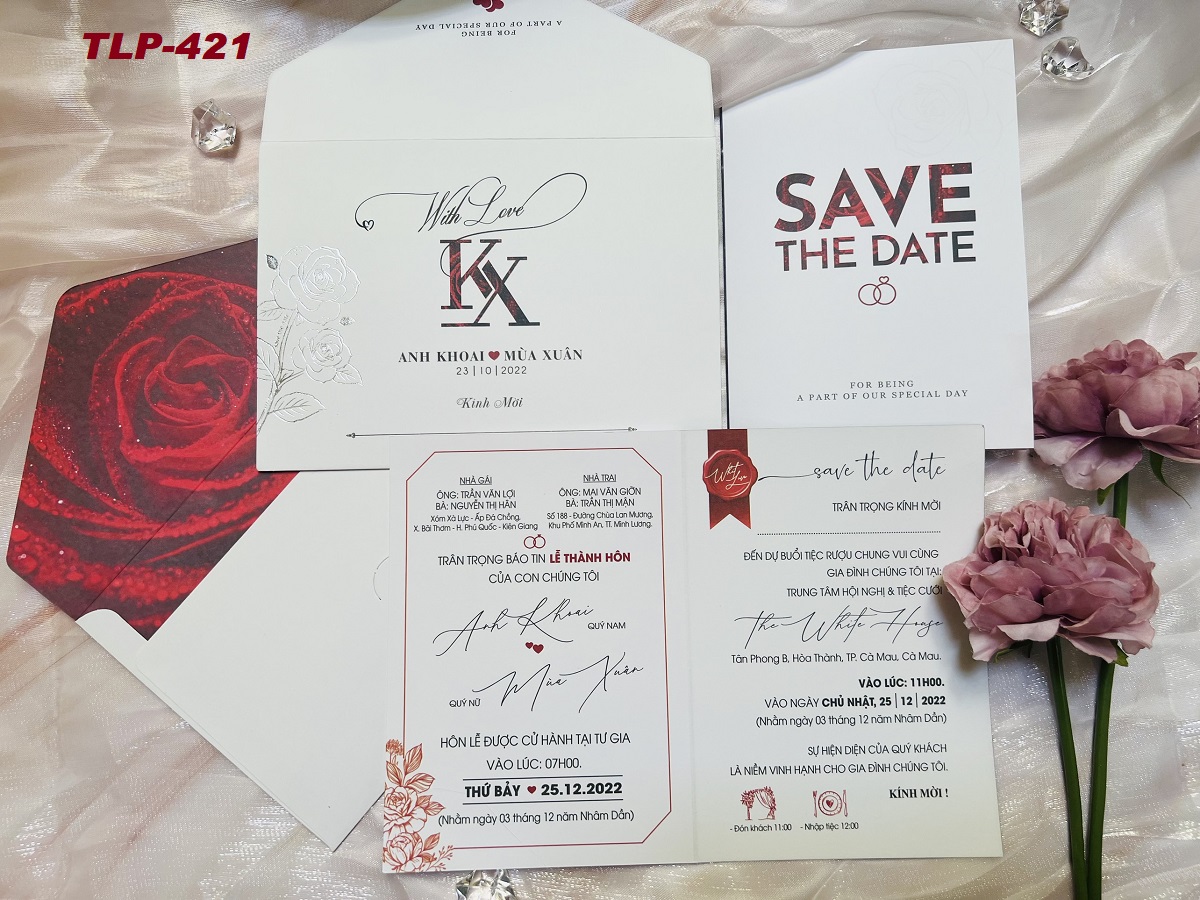 TLP-421
FOR BEING
A PART OF OUR SPECIAL DAY
With Love
KX
ANH KHOAI MÙA XUÂN
23 | 10 | 2022
Kính Mời
SAVE
THE DATE
FOR BEING
A PART OF OUR SPECIAL DAY
NHÀ GÁI
ÔNG: TRẦN VĂN LỢI
BÀ: NGUYỄN THỊ HÂN
Xóm Xà Lực - Ấp Đá Chồng,
X. Bãi Thơm - H. Phú Quốc - Kiên Giang
NHÀ TRAI
ÔNG: MAI VĂN GIỠN
BÀ: TRẦN THỊ MẬN
Số 188 - Đường Chùa Lan Mương,
Khu Phố Minh An, TT. Minh Lương.
TRÂN TRỌNG BÁO TIN LỄ THÀNH HÔN
CỦA CON CHÚNG TÔI
Anh Khoai
QUÝ NAM
Mùa Xuân
QUÝ NỮ
HÔN LỄ ĐƯỢC CỬ HÀNH TẠI TƯ GIA
VÀO LÚC: 07H00.
THỨ BẢY 25.12.2022
(Nhằm ngày 03 tháng 12 năm Nhâm Dần)
With Love
save the date
TRÂN TRỌNG KÍNH MỜI
ĐẾN DỰ BUỔI TIỆC RƯỢU CHUNG VUI CÙNG
GIA ĐÌNH CHÚNG TÔI TẠI:
TRUNG TÂM HỘI NGHỊ & TIỆC CƯỚI
The White House
Tân Phong B, Hòa Thành, TP. Cà Mau, Cà Mau.
VÀO LÚC: 11H00.
VÀO NGÀY CHỦ NHẬT, 25 | 12 | 2022
(Nhằm ngày 03 tháng 12 năm Nhâm Dần)
SỰ HIỆN DIỆN CỦA QUÝ KHÁCH
LÀ NIỀM VINH HẠNH CHO GIA ĐÌNH CHÚNG TÔI.
KÍNH MỜI !
- Đón khách 11:00 - Nhập tiệc 12:00